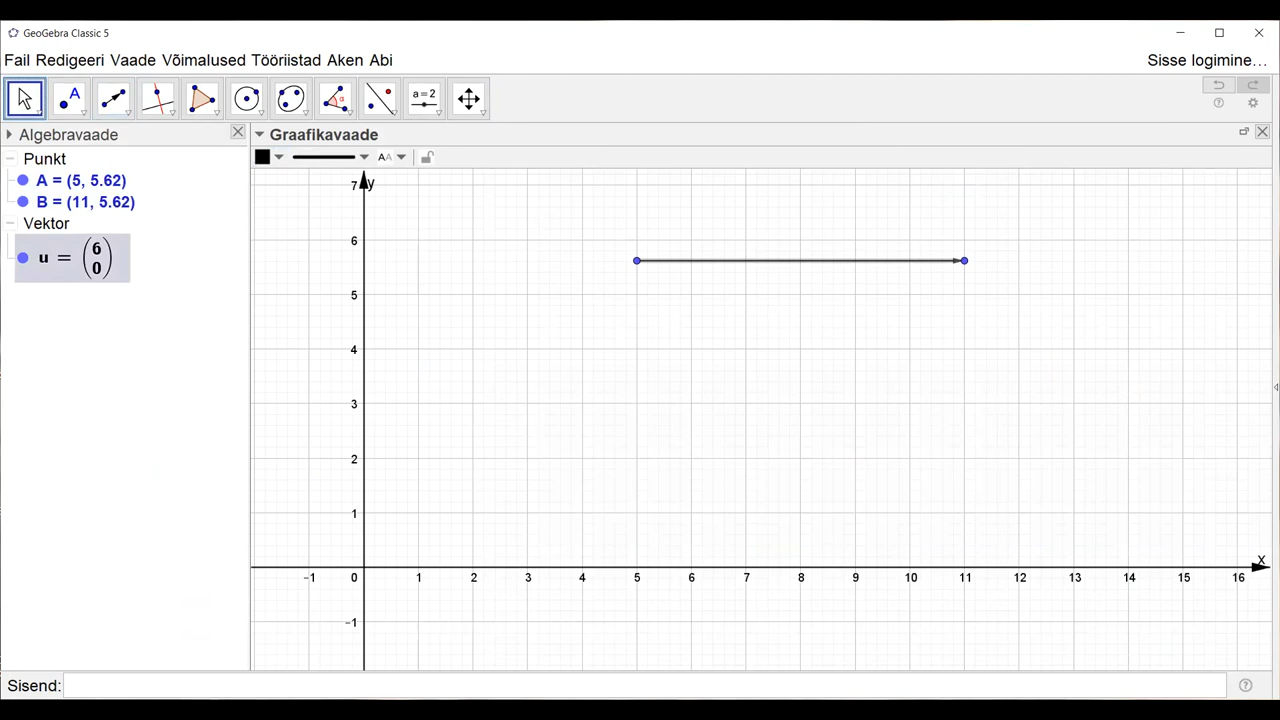 GeoGebra Classic 5
Fail Redigeeri Vaade Võimalused Tööriistad Aken Abi
Sisse logimine...
A
α
a=2
Algebravaade
Graafikavaade
AA
Punkt
A = (5, 5.62)
B = (11, 5.62)
Vektor
u = (6
0)
y
7
6
5
4
3
2
1
x
−1 0 1 2 3 4 5 6 7 8 9 10 11 12 13 14 15 16
−1
Sisend: